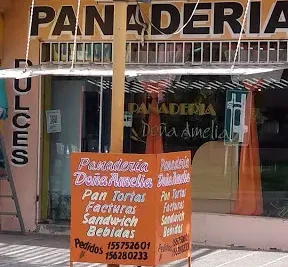 PANADERIA
DULCES
PANADERIA
Doña Amelia
Panaderia
Doña Amelia
Pan Tortas
Facturas
Sandwich
Bebidas
Pedidos 155752601
156280233
Panaderia
Doña Amelia
Pan Tortas
Facturas
Sandwich
Bebidas